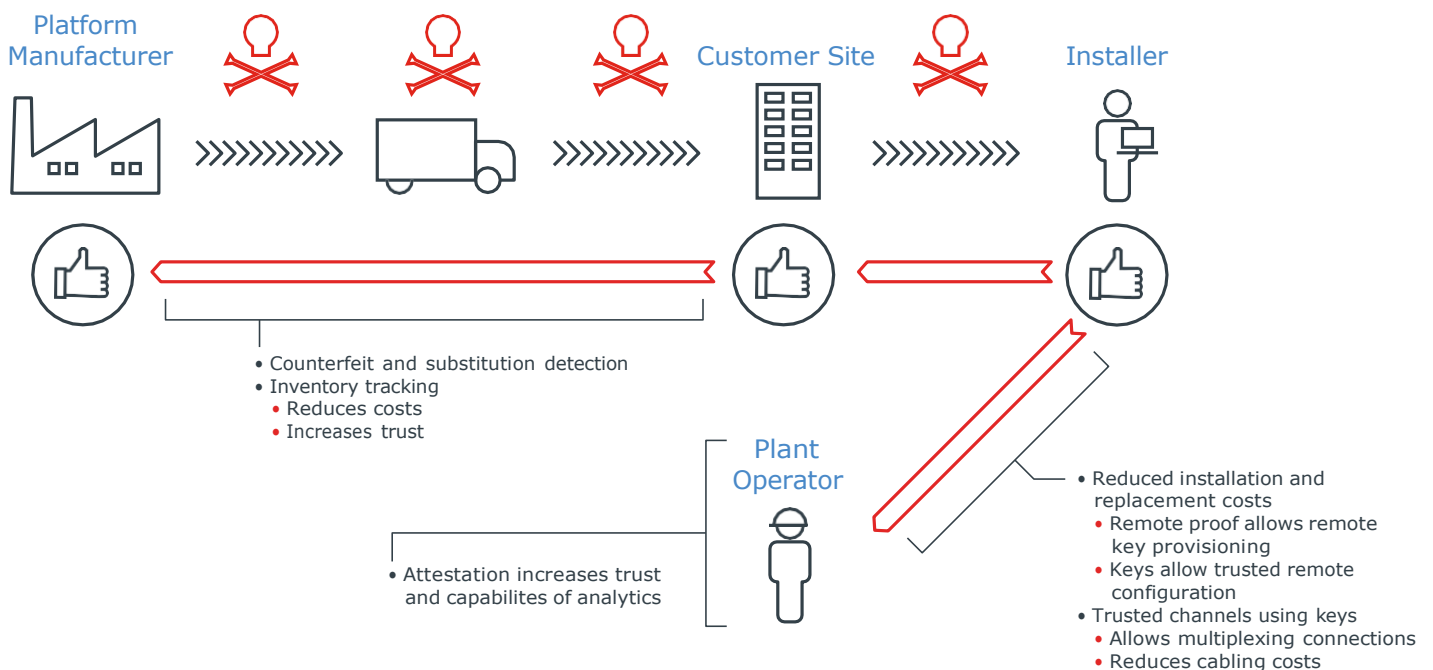 Platform
Manufacturer
Customer Site
Installer
• Counterfeit and substitution detection
• Inventory tracking
• Reduces costs
• Increases trust
Plant
Operator
• Attestation increases trust
and capabilites of analytics
• Reduced installation and
replacement costs
• Remote proof allows remote
key provisioning
• Keys allow trusted remote
configuration
• Trusted channels using keys
• Allows multiplexing connections
• Reduces cabling costs